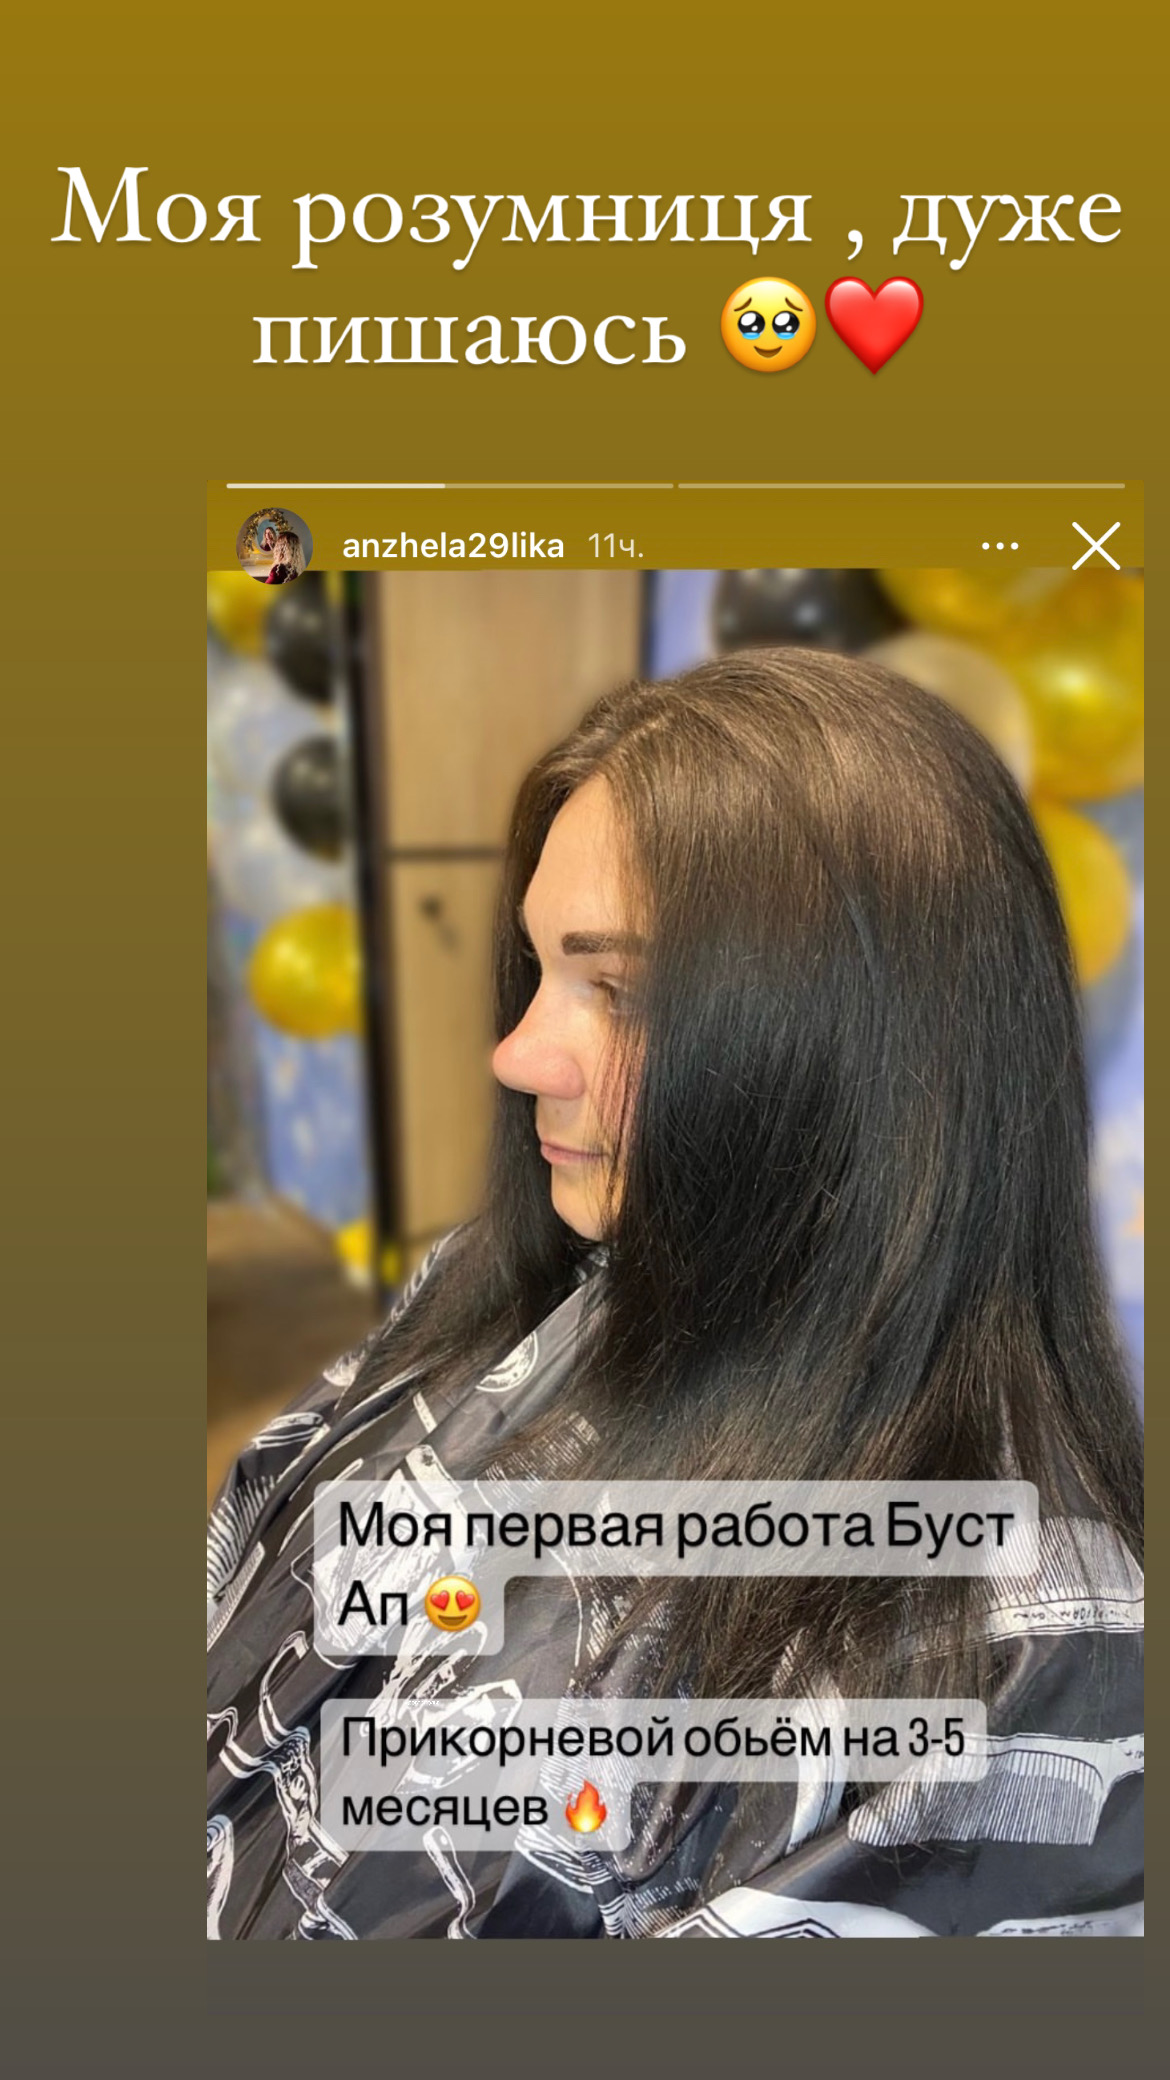 Моя розумниця , дуже
пишаюсь 🥹❤️
anzhela29lika 11ч.
Моя первая работа Буст
Ап 😍
Прикорневой обьём на 3-5
месяцев 🔥